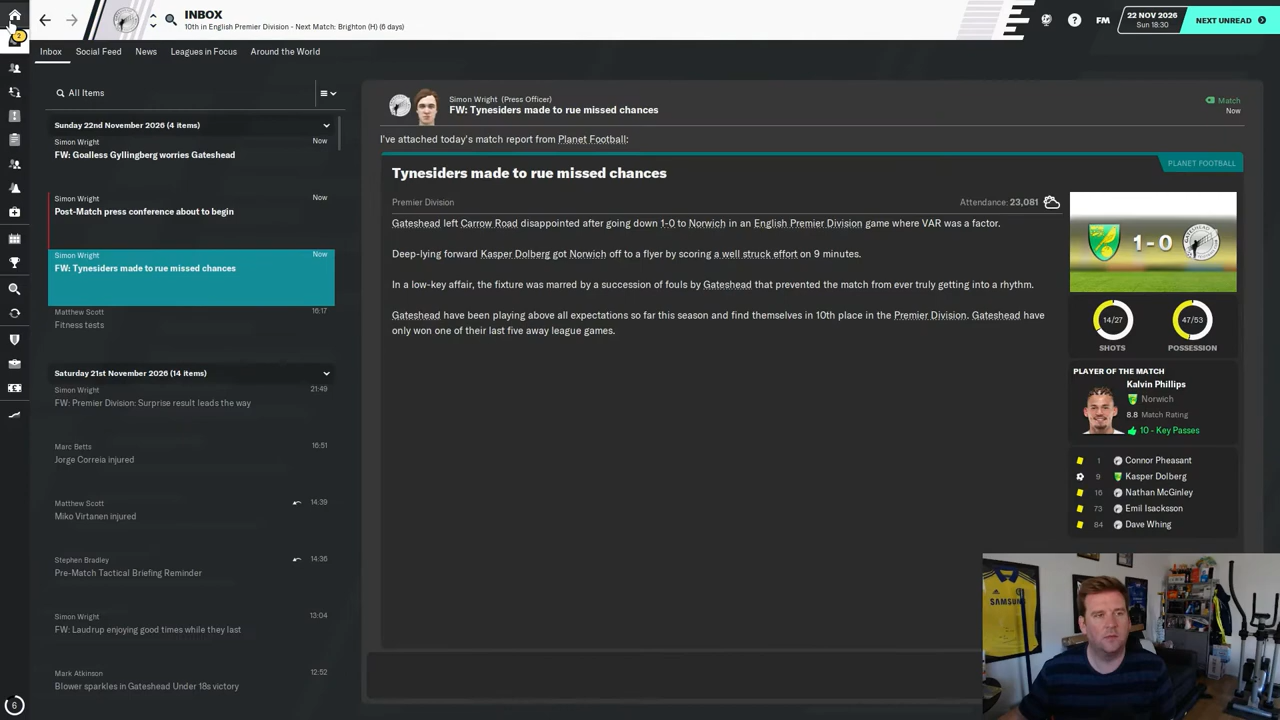 INBOX
10th in English Premier Division - Next Match: Brighton (H) (6 days)
FM
22 NOV 2026
Sun 18:30
NEXT UNREAD
2
Inbox
Social Feed
News
Leagues in Focus
Around the World
All Items
Sunday 22nd November 2026 (4 items)
Simon Wright
Now
FW: Goalless Gyllingberg worries Gateshead
Simon Wright
Now
Post-Match press conference about to begin
Simon Wright
Now
FW: Tynesiders made to rue missed chances
Matthew Scott
16:17
Fitness tests
Saturday 21st November 2026 (14 items)
Simon Wright
21:49
FW: Premier Division: Surprise result leads the way
Marc Betts
16:51
Jorge Correia injured
Matthew Scott
14:39
Miko Virtanen injured
Stephen Bradley
14:36
Pre-Match Tactical Briefing Reminder
Simon Wright
13:04
FW: Laudrup enjoying good times while they last
Mark Atkinson
12:52
Blower sparkles in Gateshead Under 18s victory
6
Simon Wright (Press Officer)
FW: Tynesiders made to rue missed chances
Match
Now
I've attached today's match report from Planet Football:
PLANET FOOTBALL
Tynesiders made to rue missed chances
Premier Division
Attendance: 23,081
Gateshead left Carrow Road disappointed after going down 1-0 to Norwich in an English Premier Division game where VAR was a factor.
Deep-lying forward Kasper Dolberg got Norwich off to a flyer by scoring a well struck effort on 9 minutes.
In a low-key affair, the fixture was marred by a succession of fouls by Gateshead that prevented the match from ever truly getting into a rhythm.
Gateshead have been playing above all expectations so far this season and find themselves in 10th place in the Premier Division. Gateshead have
only won one of their last five away league games.
1-0
14/27
47/53
SHOTS
POSSESSION
PLAYER OF THE MATCH
Kalvin Phillips
Norwich
8.8 Match Rating
10 - Key Passes
1 Connor Pheasant
9 Kasper Dolberg
16 Nathan McGinley
73 Emil Isacksson
84 Dave Whing
SAMSUNG